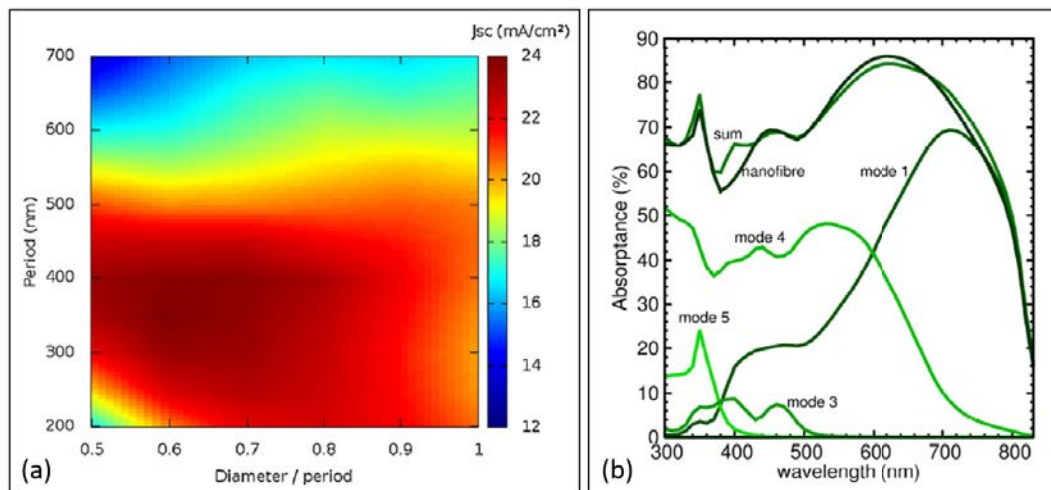 Jsc (mA/cm²)
700
600
500
400
300
200
Period (nm)
0.5
0.6
0.7
0.8
0.9
1
Diameter / period
24
22
20
18
16
14
12
(a)
90
80
70
60
50
40
30
20
10
0
Absorptance (%)
sum
nanofibre
mode 1
mode 4
mode 5
mode 3
300
400
500
600
700
800
wavelength (nm)
(b)